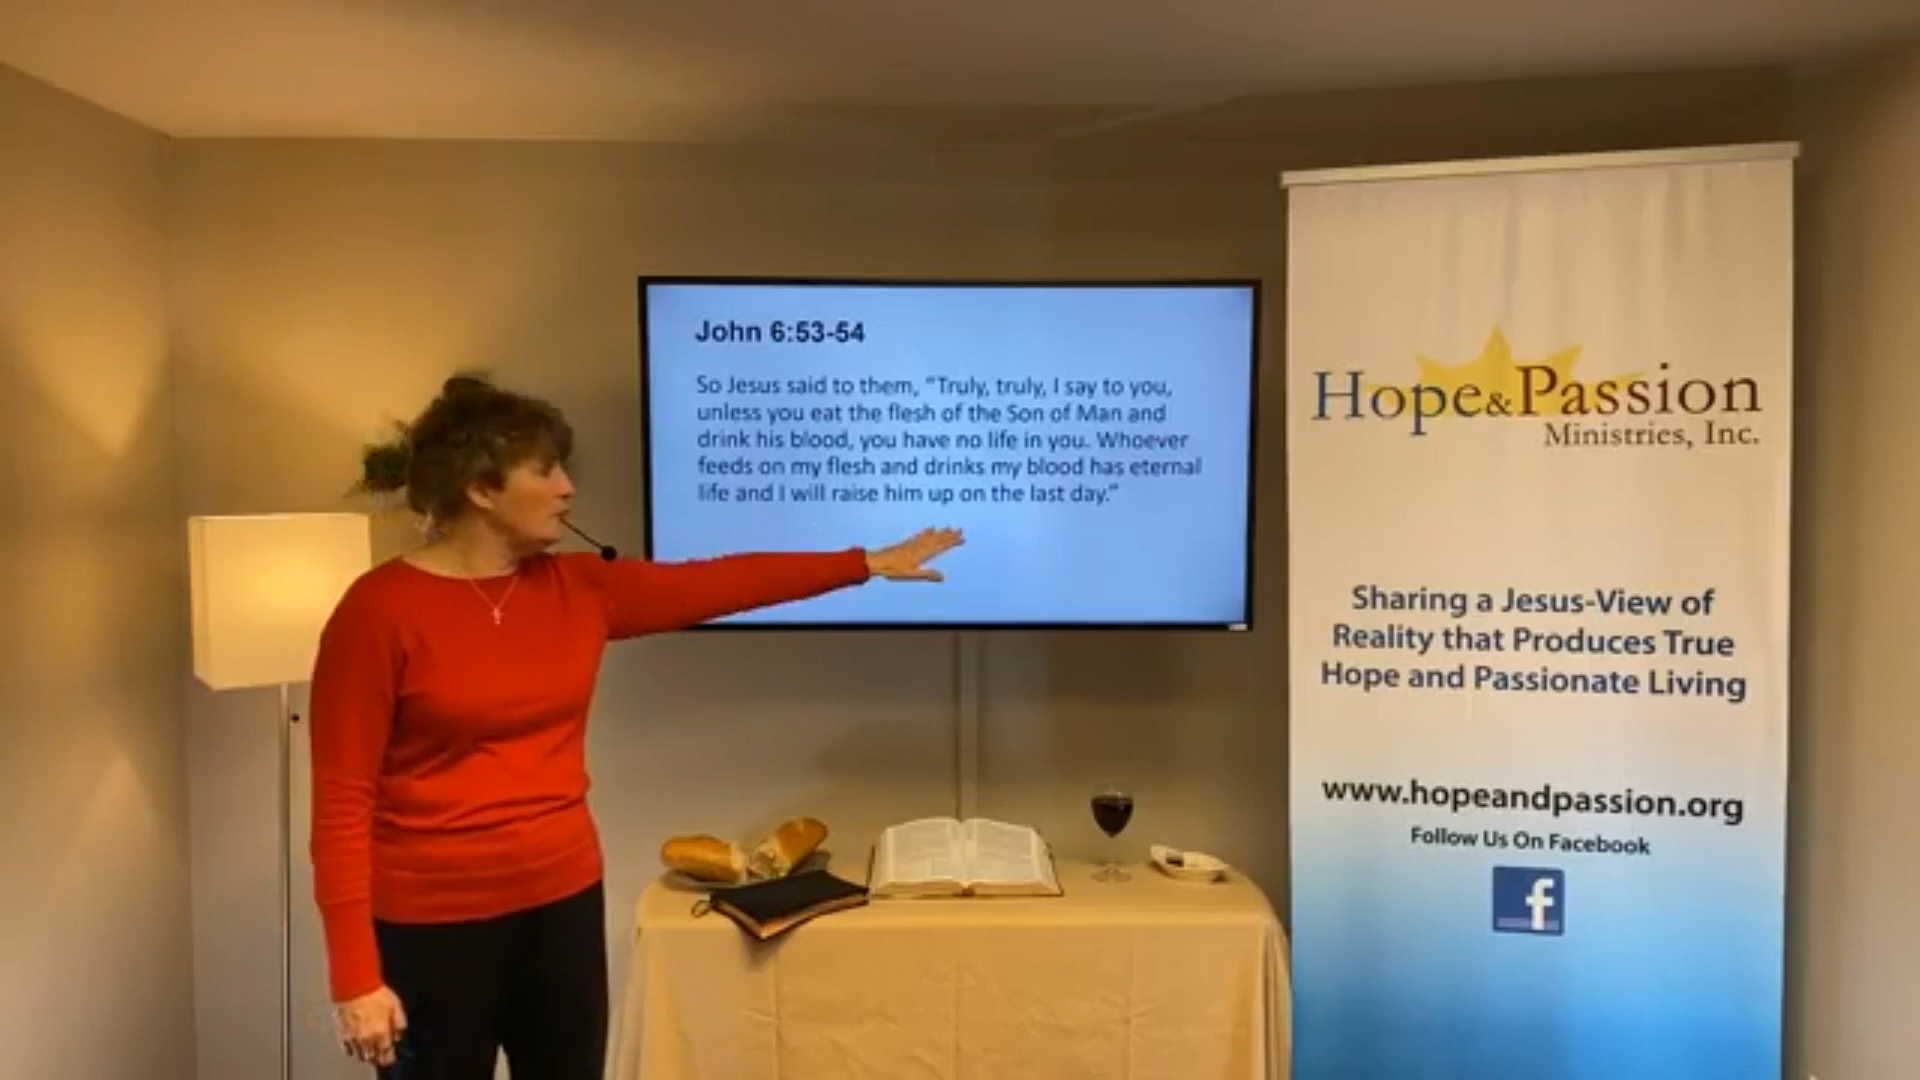 John 6:53-54
So Jesus said to them, “Truly, truly, I say to you,
unless you eat the flesh of the Son of Man and
drink his blood, you have no life in you. Whoever
feeds on my flesh and drinks my blood has eternal
life and I will raise him up on the last day.”
Hope&Passion
Ministries, Inc.
Sharing a Jesus-View of
Reality that Produces True
Hope and Passionate Living
www.hopeandpassion.org
Follow Us On Facebook
f